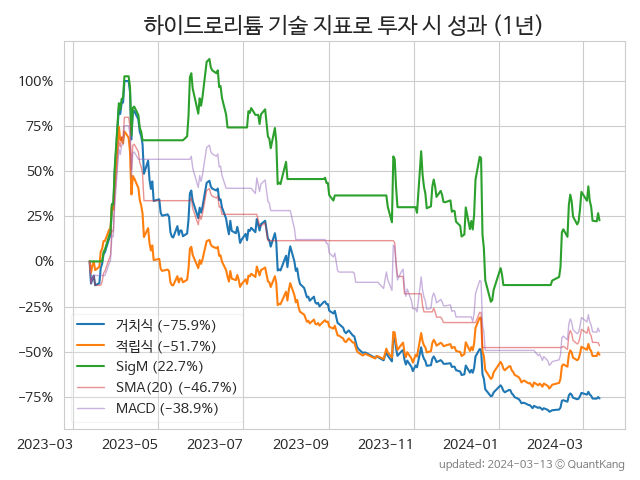 하이드로리튬 기술 지표로 투자 시 성과 (1년)
100%
75%
50%
25%
0%
−25%
−50%
−75%
거치식 (−75.9%)
적립식 (−51.7%)
SigM (22.7%)
SMA(20) (−46.7%)
MACD (−38.9%)
2023-03 2023-05 2023-07 2023-09 2023-11 2024-01 2024-03
updated: 2024-03-13 © QuantKang